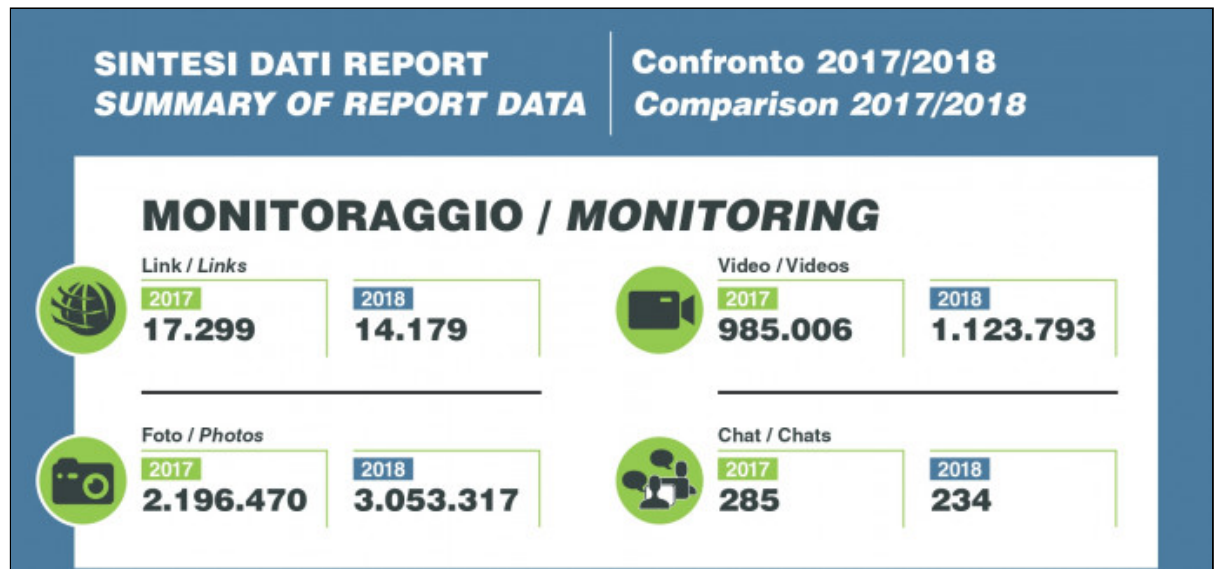 SINTESI DATI REPORT
SUMMARY OF REPORT DATA
Confronto 2017/2018
Comparison 2017/2018
MONITORAGGIO / MONITORING
Link / Links
2017
17.299
2018
14.179
Video / Videos
2017
985.006
2018
1.123.793
Foto / Photos
2017
2.196.470
2018
3.053.317
Chat / Chats
2017
285
2018
234